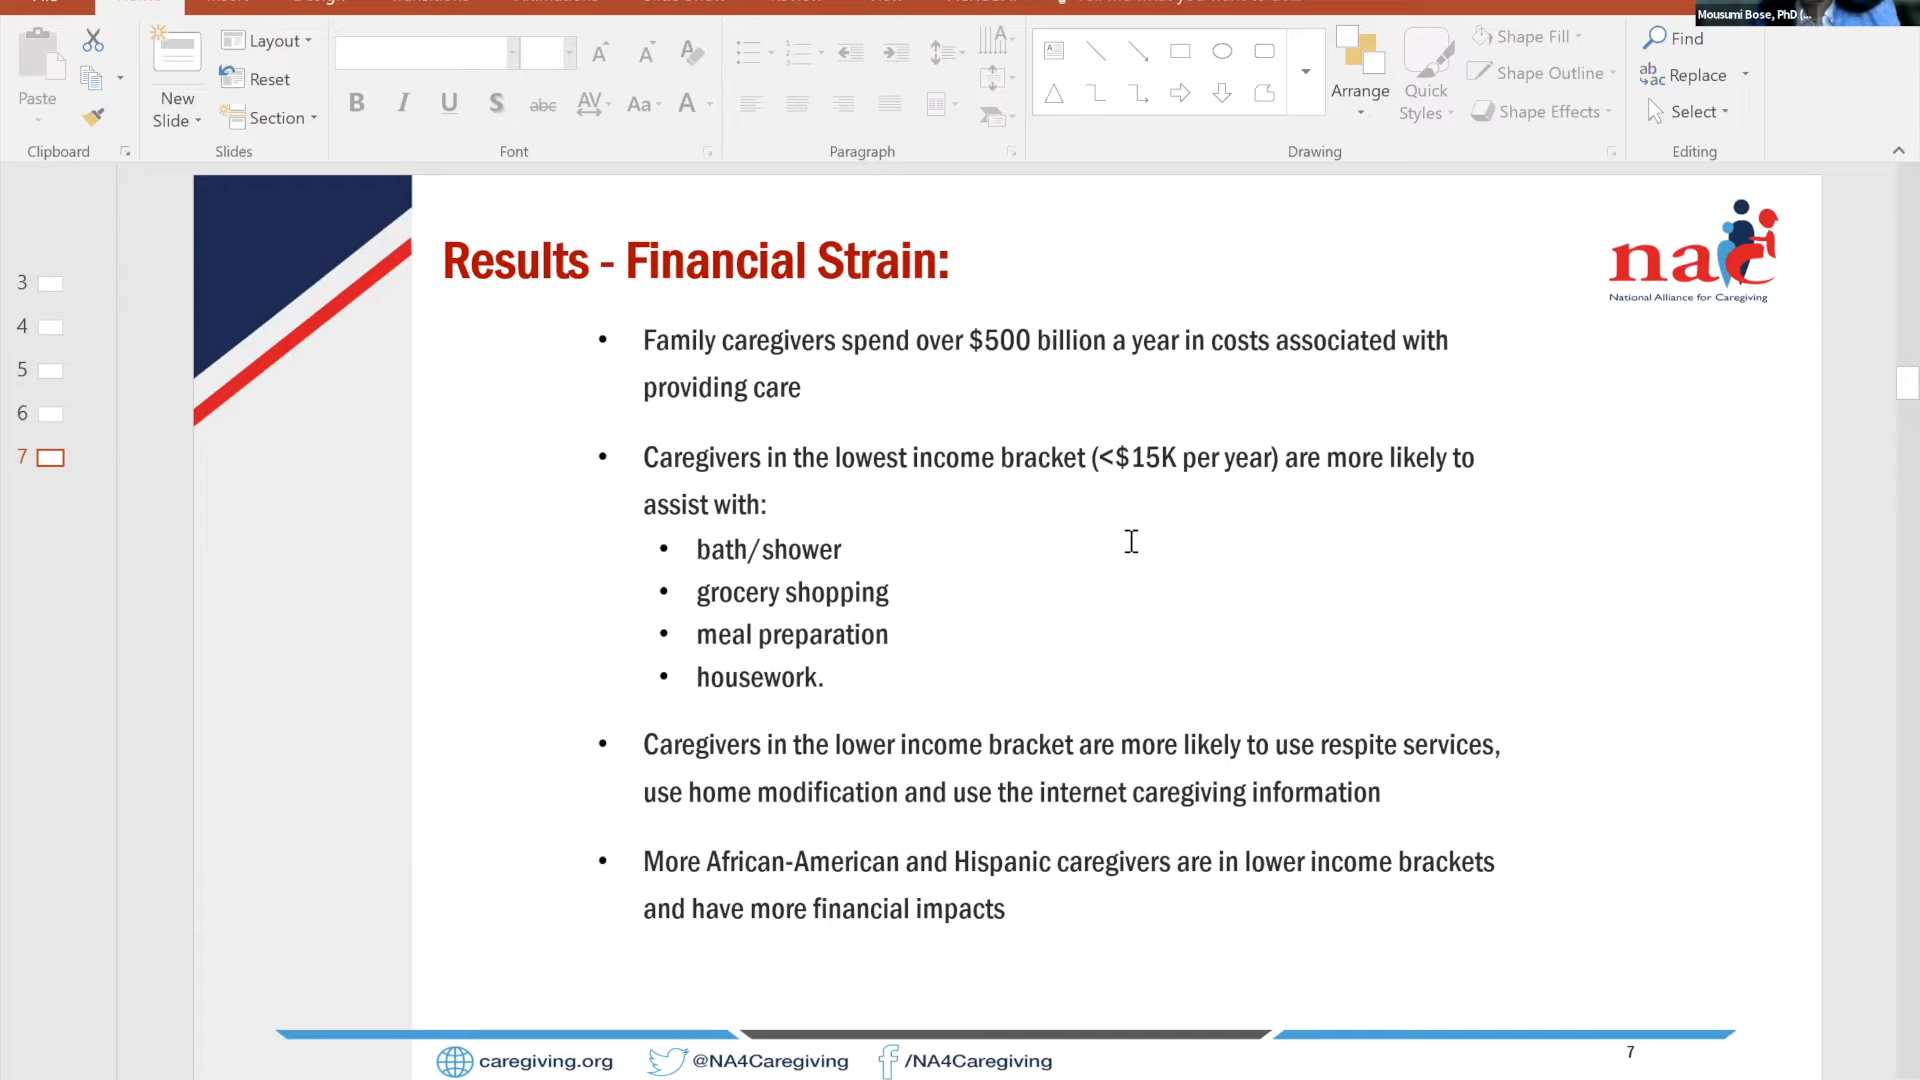 Mousumi Bose, PhD (...
Paste
New
Slide
Layout
Reset
Section
Clipboard
Slides
B I U S abc AV Aa A
Font
Paragraph
Arrange
Quick
Styles
Shape Fill
Shape Outline
Shape Effects
Drawing
Find
Replace
Select
Editing
3
4
5
6
7
Results - Financial Strain:
nac
National Alliance for Caregiving
• Family caregivers spend over $500 billion a year in costs associated with
providing care
• Caregivers in the lowest income bracket (<$15K per year) are more likely to
assist with:
• bath/shower
• grocery shopping
• meal preparation
• housework.
• Caregivers in the lower income bracket are more likely to use respite services,
use home modification and use the internet caregiving information
• More African-American and Hispanic caregivers are in lower income brackets
and have more financial impacts
caregiving.org @NA4Caregiving /NA4Caregiving
7